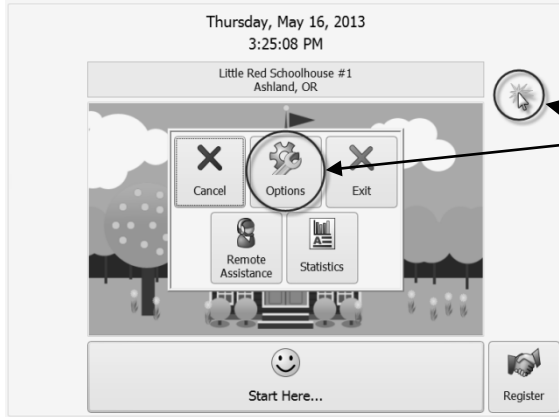 Thursday, May 16, 2013
3:25:08 PM
Little Red Schoolhouse #1
Ashland, OR
Cancel
Options
Exit
Remote
Assistance
Statistics
Start Here...
Register